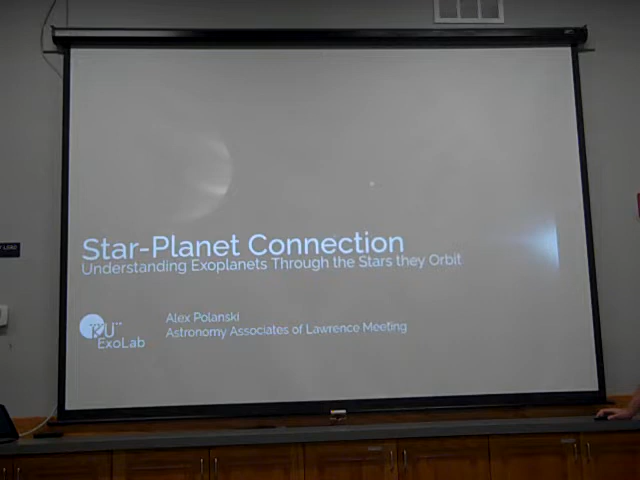 Star-Planet Connection
Understanding Exoplanets Through the Stars they Orbit
Alex Polanski
Astronomy Associates of Lawrence Meeting
KU
ExoLab